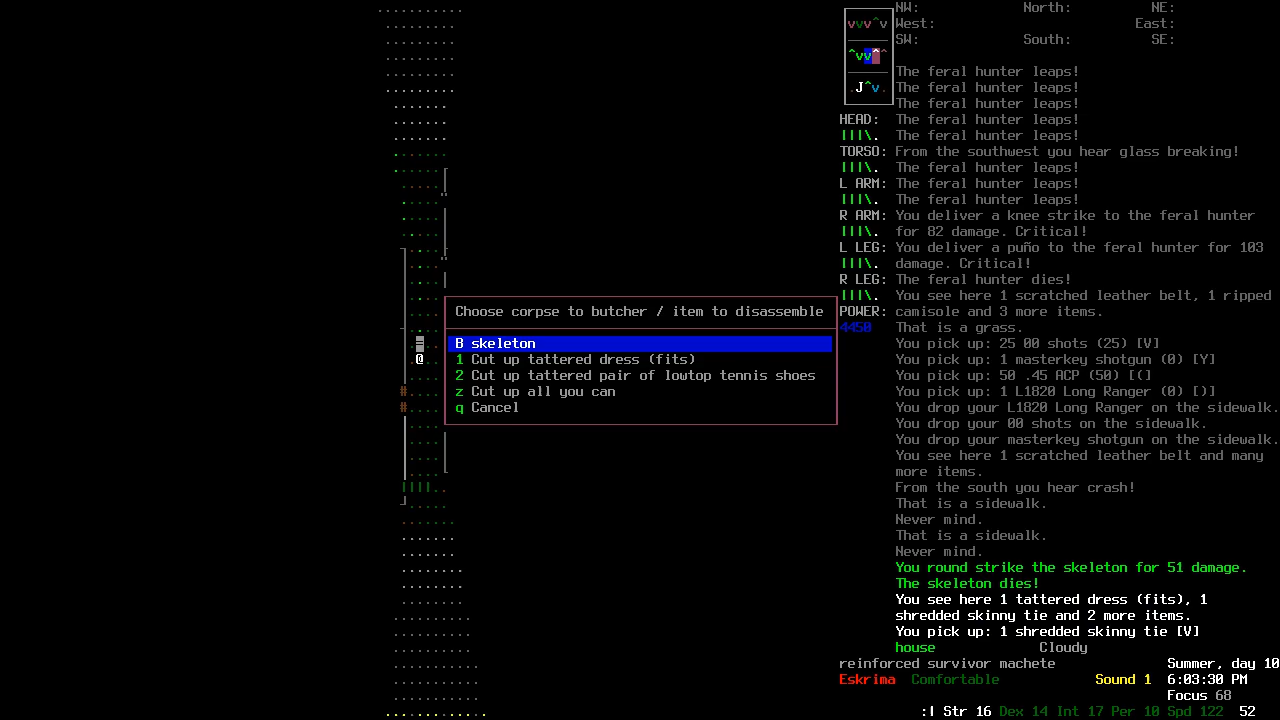 NW: North: NE:
West: East:
SW: South: SE:
vvv^v
^vv^^
.J^v.
The feral hunter leaps!
The feral hunter leaps!
The feral hunter leaps!
HEAD: The feral hunter leaps!
|||\. The feral hunter leaps!
TORSO: From the southwest you hear glass breaking!
|||\. The feral hunter leaps!
L ARM: The feral hunter leaps!
|||\. The feral hunter leaps!
R ARM: You deliver a knee strike to the feral hunter
|||\. for 82 damage. Critical!
L LEG: You deliver a puño to the feral hunter for 103
|||\. damage. Critical!
R LEG: The feral hunter dies!
|||\. You see here 1 scratched leather belt, 1 ripped
POWER: camisole and 3 more items.
4450 That is a grass.
You pick up: 25 00 shots (25) [V]
You pick up: 1 masterkey shotgun (0) [Y]
You pick up: 50 .45 ACP (50) [(]
You pick up: 1 L1820 Long Ranger (0) [)]
You drop your L1820 Long Ranger on the sidewalk.
You drop your 00 shots on the sidewalk.
You drop your masterkey shotgun on the sidewalk.
You see here 1 scratched leather belt and many
more items.
From the south you hear crash!
That is a sidewalk.
Never mind.
That is a sidewalk.
Never mind.
You round strike the skeleton for 51 damage.
The skeleton dies!
You see here 1 tattered dress (fits), 1
shredded skinny tie and 2 more items.
You pick up: 1 shredded skinny tie [V]
house Cloudy
reinforced survivor machete Summer, day 10
Eskrima Comfortable Sound 1 6:03:30 PM
Focus 68
:| Str 16 Dex 14 Int 17 Per 10 Spd 122 52
Choose corpse to butcher / item to disassemble
B skeleton
1 Cut up tattered dress (fits)
2 Cut up tattered pair of lowtop tennis shoes
z Cut up all you can
q Cancel